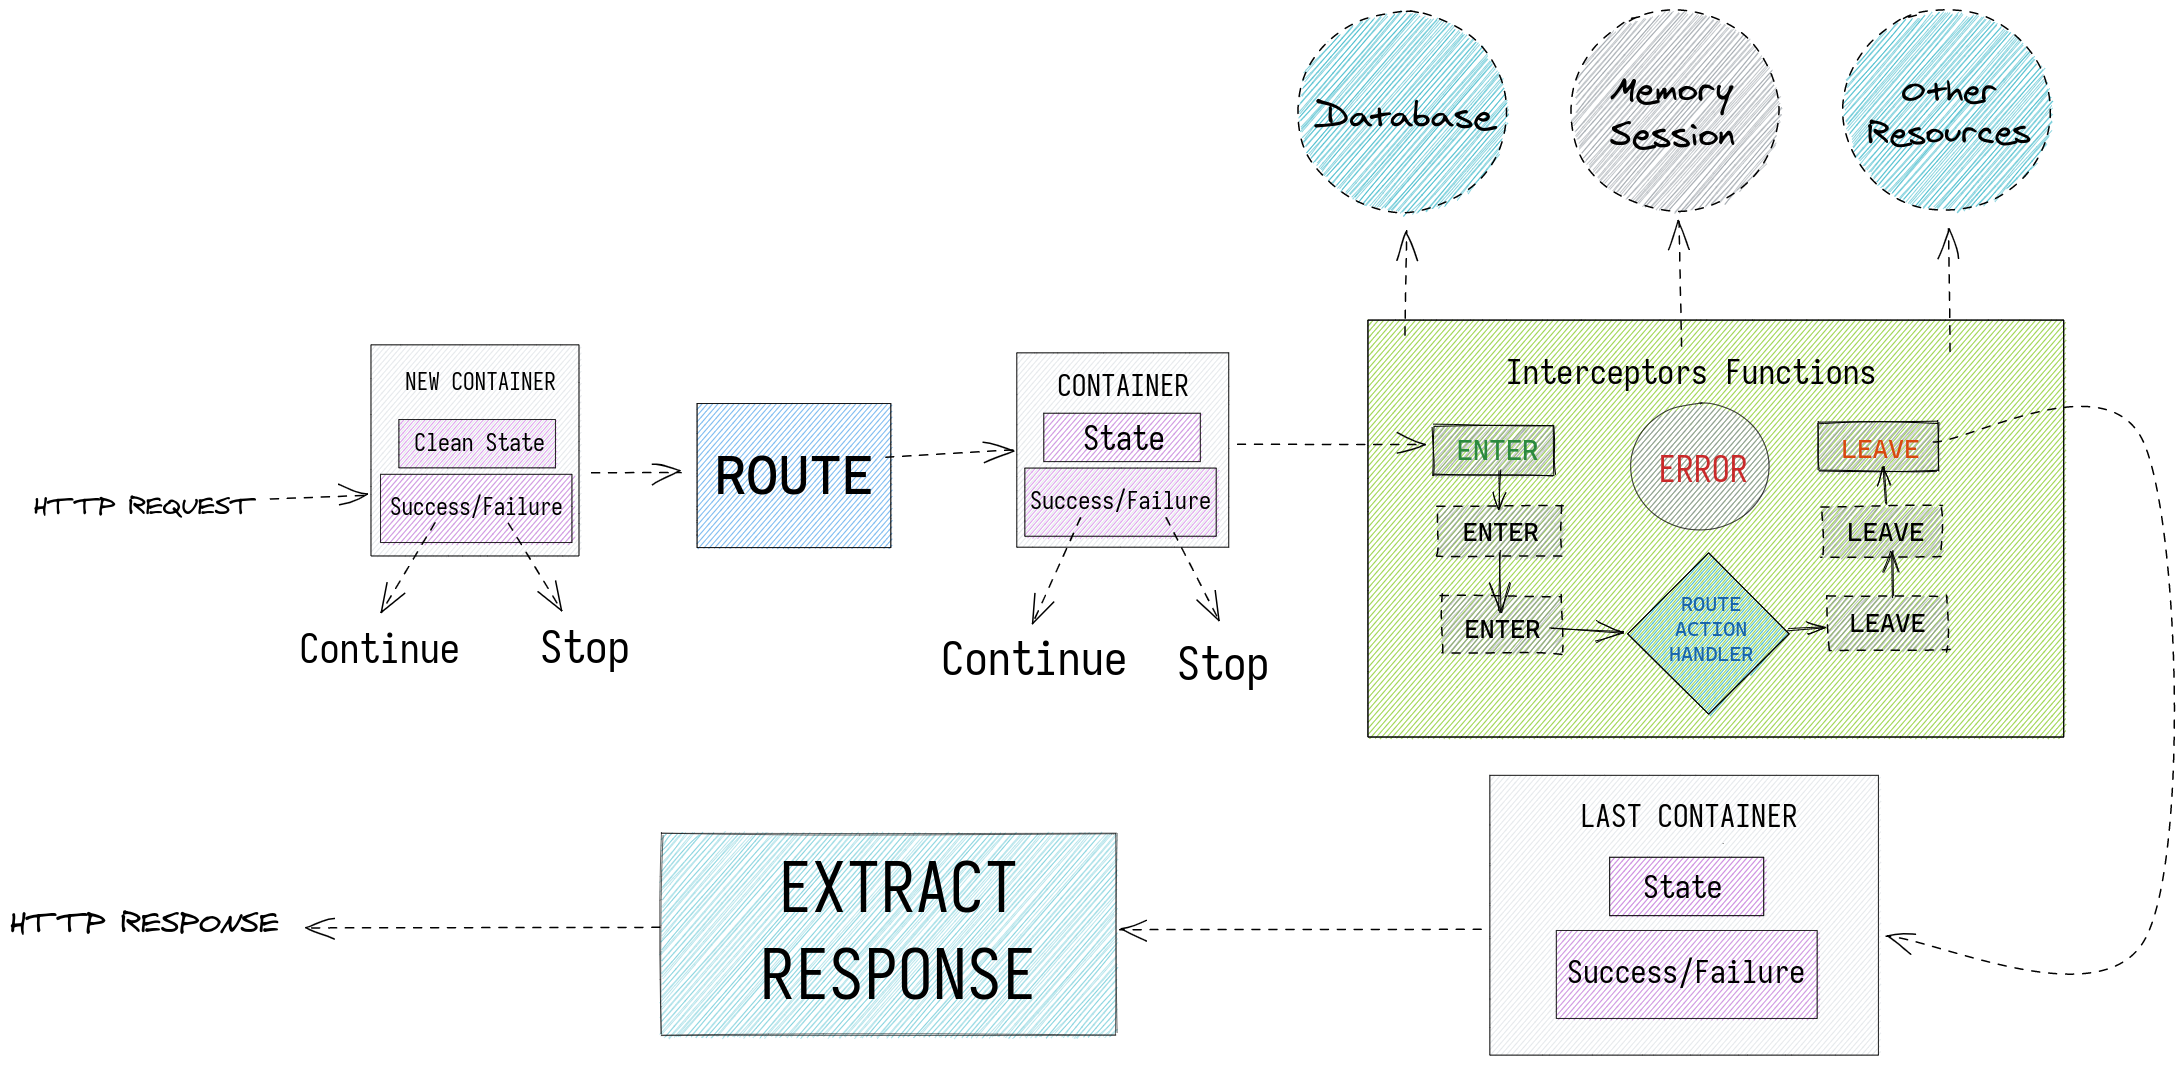 Database
Memory
Session
Other
Resources
HTTP REQUEST
NEW CONTAINER
Clean State
Success/Failure
Continue
Stop
ROUTE
CONTAINER
State
Success/Failure
Continue
Stop
Interceptors Functions
ENTER
ENTER
ENTER
ERROR
ROUTE
ACTION
HANDLER
LEAVE
LEAVE
LEAVE
LAST CONTAINER
State
Success/Failure
EXTRACT
RESPONSE
HTTP RESPONSE